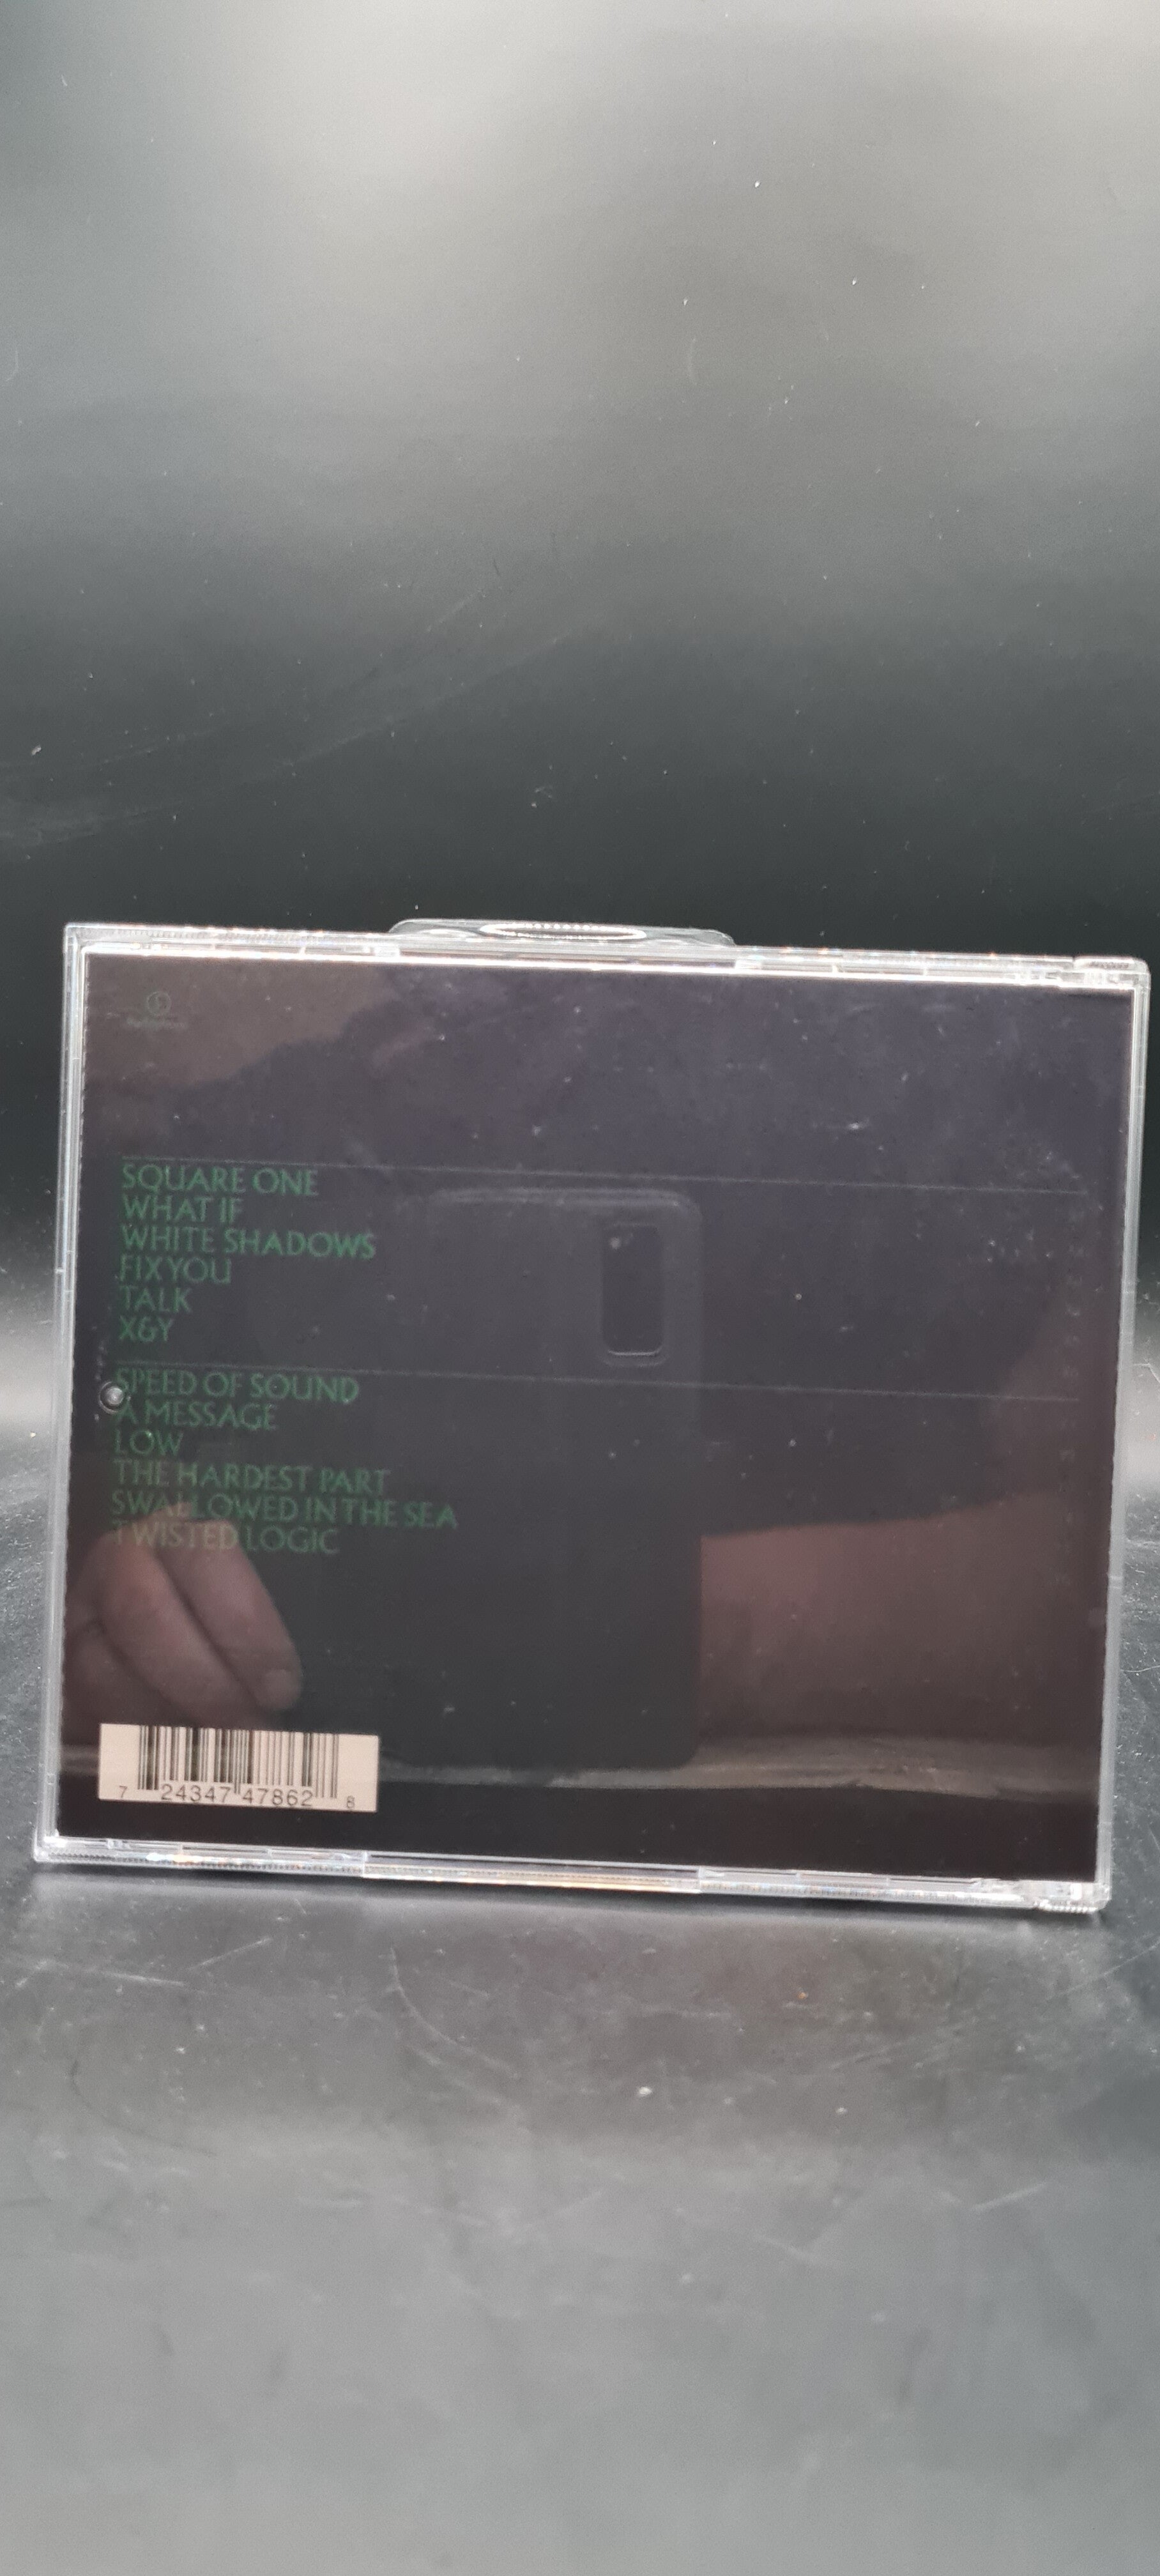 SQUARE ONE
WHAT IF
WHITE SHADOWS
FIX YOU
TALK
X&Y
SPEED OF SOUND
A MESSAGE
LOW
THE HARDEST PART
SWALLOWED IN THE SEA
TWISTED LOGIC
7 24347 47862 8